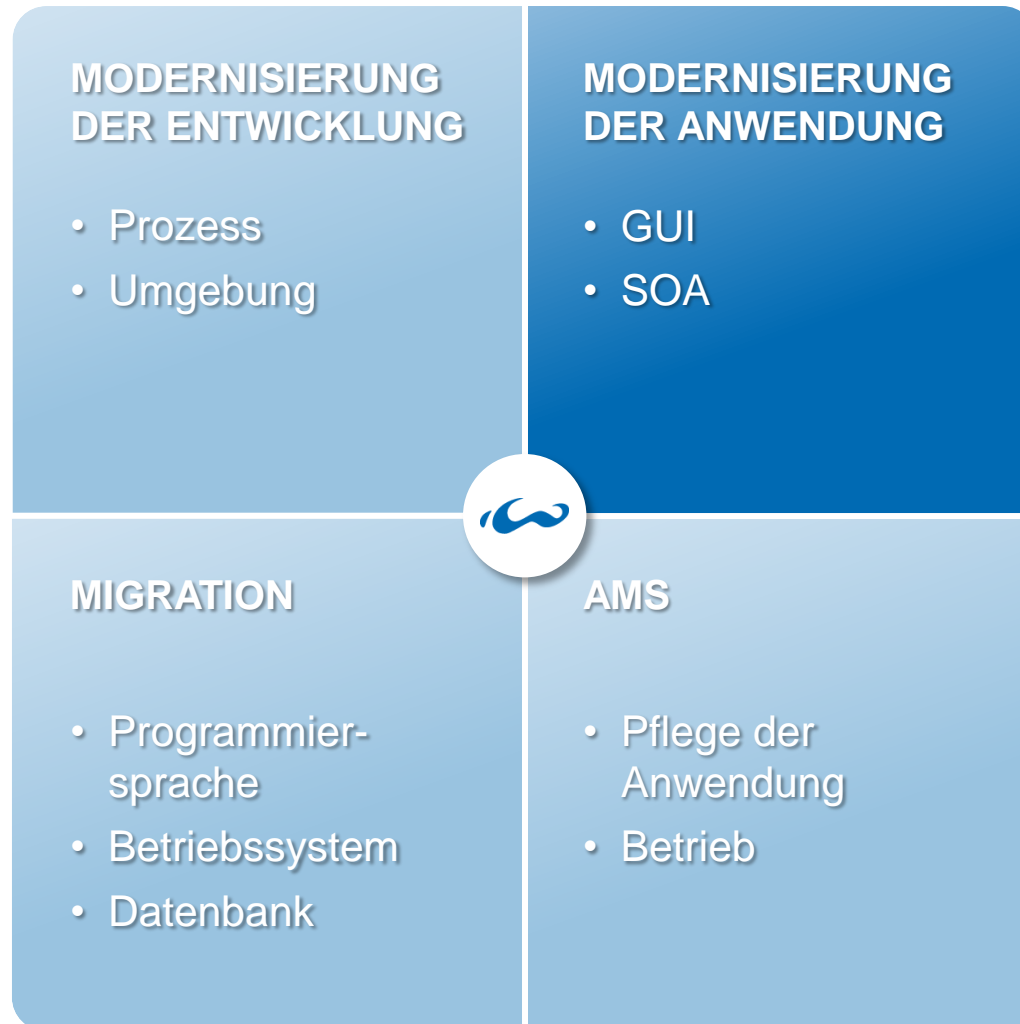 MODERNISIERUNG
DER ENTWICKLUNG
• Prozess
• Umgebung
MODERNISIERUNG
DER ANWENDUNG
• GUI
• SOA
MIGRATION
• Programmier-
sprache
• Betriebssystem
• Datenbank
AMS
• Pflege der
Anwendung
• Betrieb